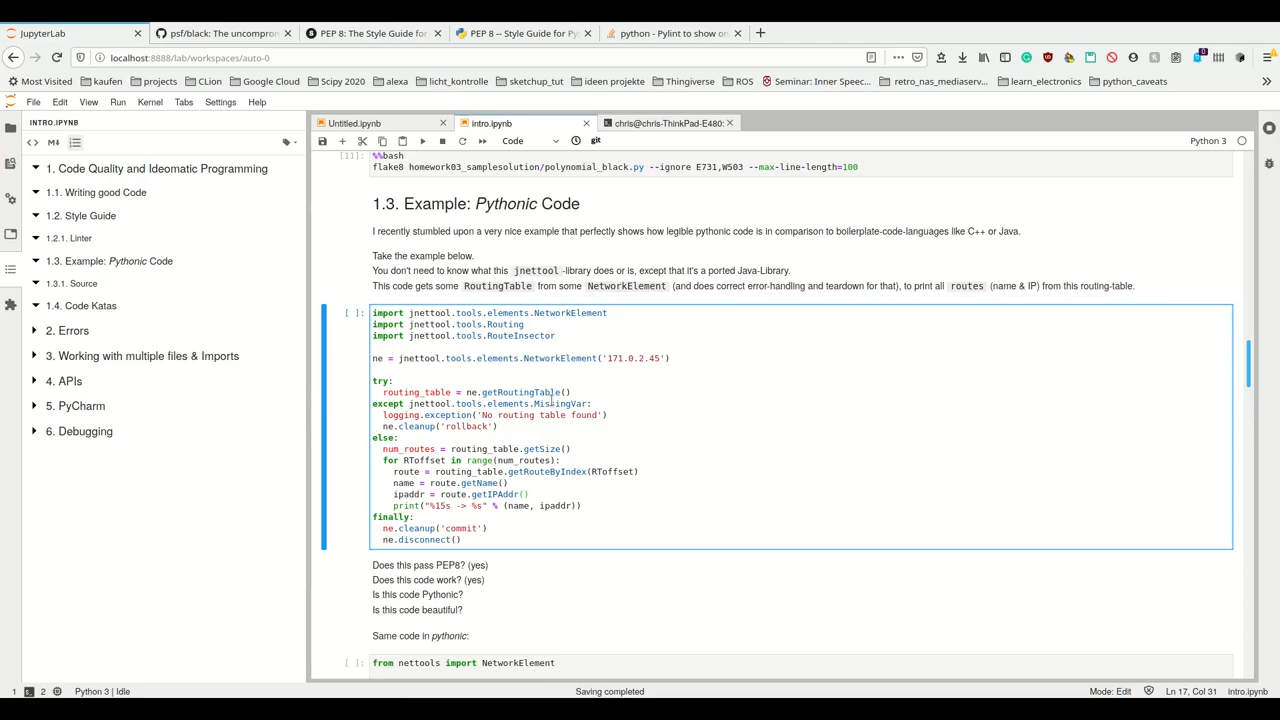 JupyterLab
psf/black: The uncompron
PEP 8: The Style Guide for
PEP 8 -- Style Guide for Py
python - Pylint to show on
localhost:8888/lab/workspaces/auto-0
Most Visited
kaufen
projects
CLion
Google Cloud
Scipy 2020
alexa
licht_kontrolle
sketchup_tut
ideen projekte
Thingiverse
ROS
Seminar: Inner Speec...
retro_nas_mediaserv...
learn_electronics
python_caveats
File Edit View Run Kernel Tabs Settings Help
INTRO.IPYNB
Untitled.ipynb
intro.ipynb
chris@chris-ThinkPad-E480:
Code
git
Python 3
1. Code Quality and Ideomatic Programming
1.1. Writing good Code
1.2. Style Guide
1.2.1. Linter
1.3. Example: Pythonic Code
1.3.1. Source
1.4. Code Katas
2. Errors
3. Working with multiple files & Imports
4. APIs
5. PyCharm
6. Debugging
[11]: %%bash
flake8 homework03_samplesolution/polynomial_black.py --ignore E731,W503 --max-line-length=100
1.3. Example: Pythonic Code
I recently stumbled upon a very nice example that perfectly shows how legible pythonic code is in comparison to boilerplate-code-languages like C++ or Java.
Take the example below.
You don't need to know what this jnettool -library does or is, except that it's a ported Java-Library.
This code gets some RoutingTable from some NetworkElement (and does correct error-handling and teardown for that), to print all routes (name & IP) from this routing-table.
[ ]: import jnettool.tools.elements.NetworkElement
import jnettool.tools.Routing
import jnettool.tools.RouteInsector
ne = jnettool.tools.elements.NetworkElement('171.0.2.45')
try:
routing_table = ne.getRoutingTable()
except jnettool.tools.elements.MissingVar:
logging.exception('No routing table found')
ne.cleanup('rollback')
else:
num_routes = routing_table.getSize()
for RToffset in range(num_routes):
route = routing_table.getRouteByIndex(RToffset)
name = route.getName()
ipaddr = route.getIPAddr()
print("%15s -> %s" % (name, ipaddr))
finally:
ne.cleanup('commit')
ne.disconnect()
Does this pass PEP8? (yes)
Does this code work? (yes)
Is this code Pythonic?
Is this code beautiful?
Same code in pythonic:
[ ]: from nettools import NetworkElement
1 2 Python 3 | Idle
Saving completed
Mode: Edit
Ln 17, Col 31
intro.ipynb